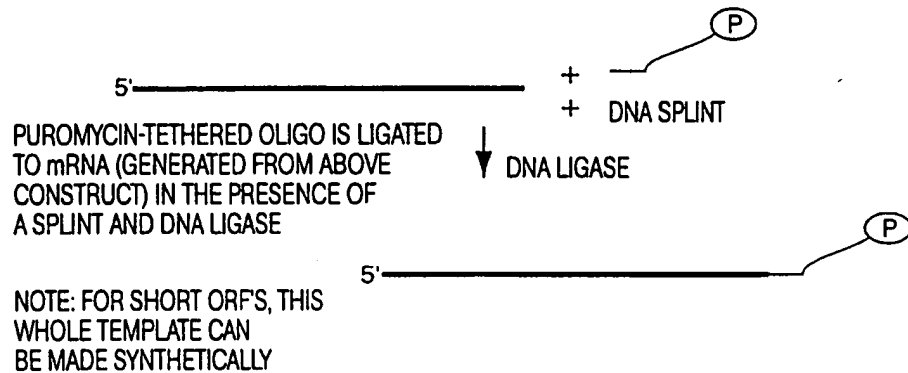 P
5'
+
+ DNA SPLINT
PUROMYCIN-TETHERED OLIGO IS LIGATED
TO mRNA (GENERATED FROM ABOVE
CONSTRUCT) IN THE PRESENCE OF
A SPLINT AND DNA LIGASE
DNA LIGASE
P
5'
NOTE: FOR SHORT ORF'S, THIS
WHOLE TEMPLATE CAN
BE MADE SYNTHETICALLY